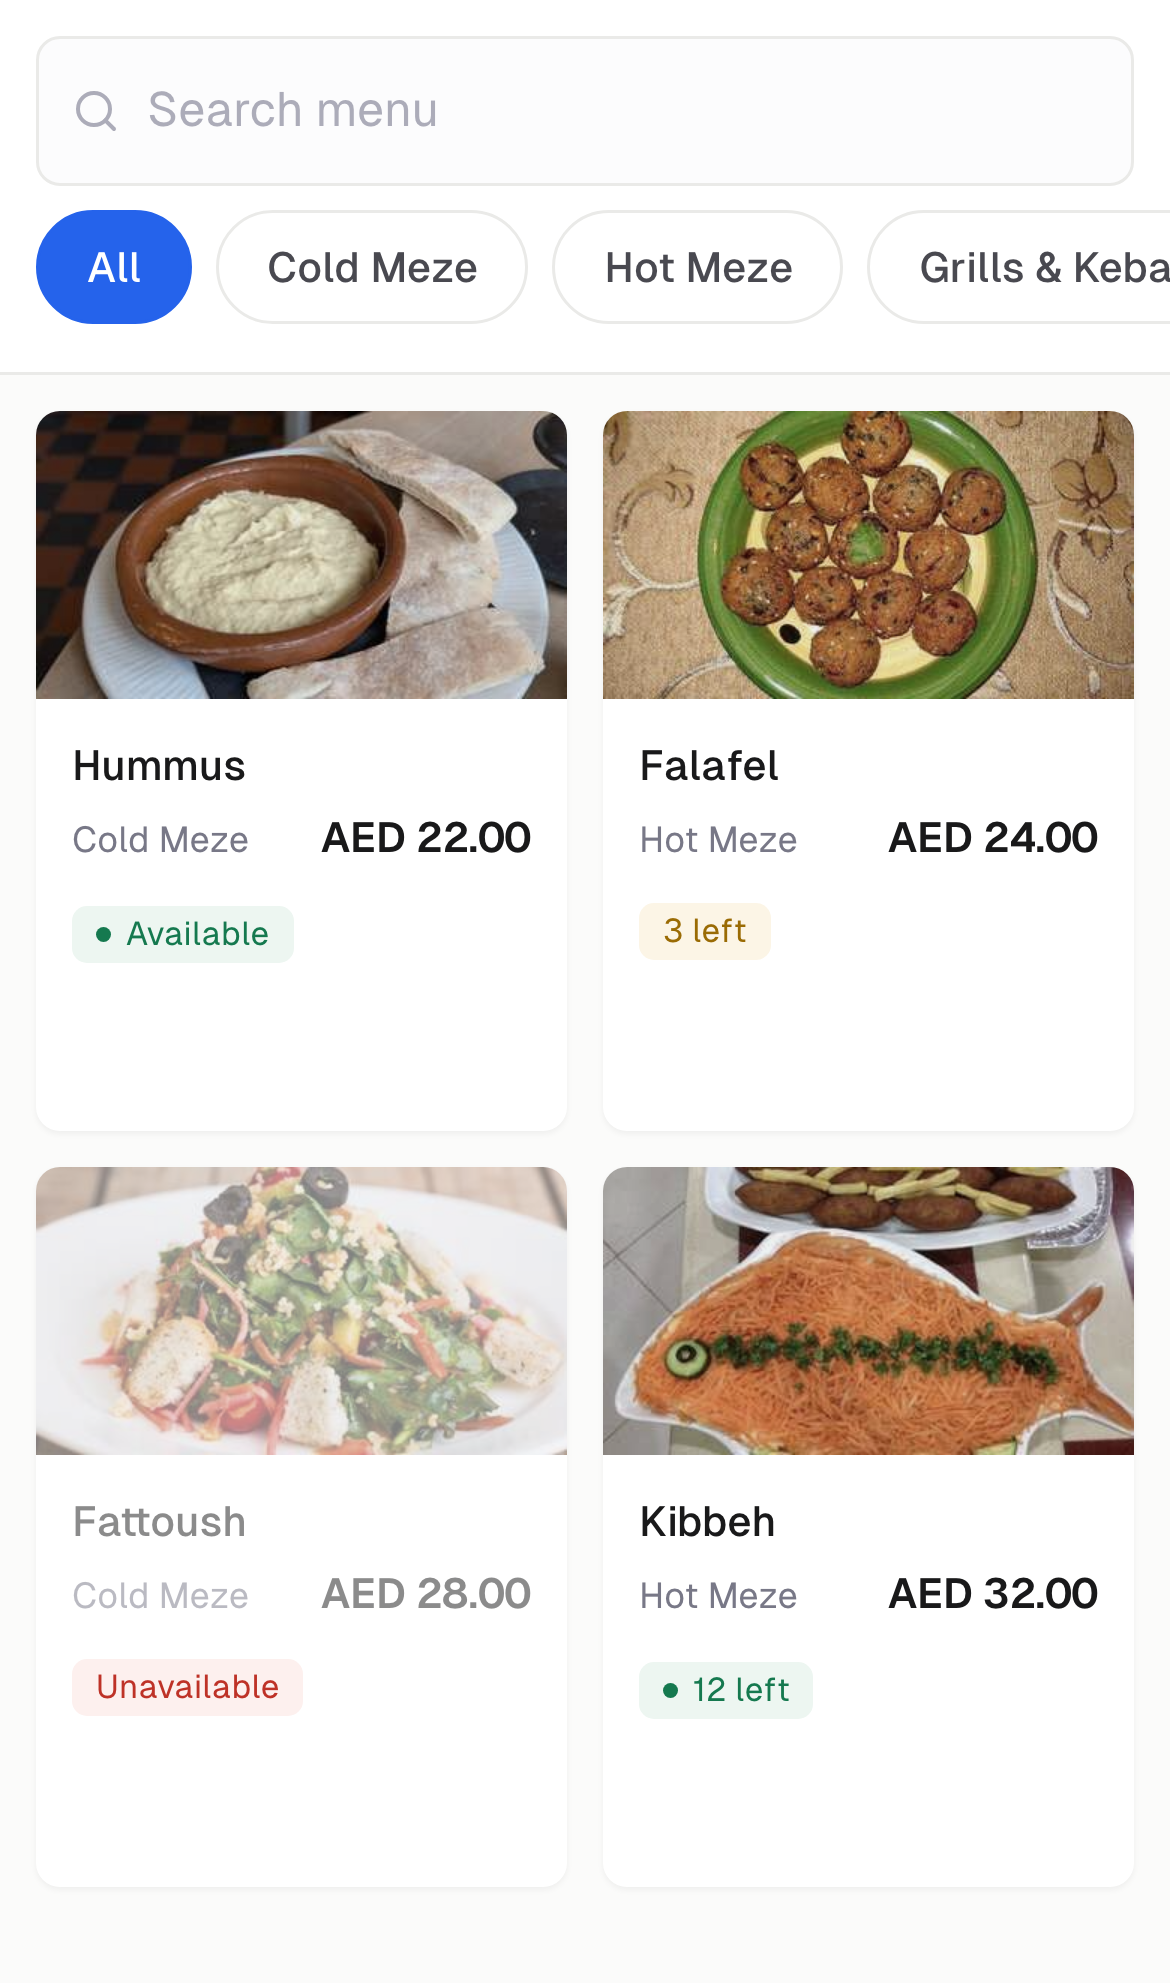 Search menu
All
Cold Meze
Hot Meze
Grills & Keba
Hummus
Cold Meze AED 22.00
Available
Falafel
Hot Meze AED 24.00
3 left
Fattoush
Cold Meze AED 28.00
Unavailable
Kibbeh
Hot Meze AED 32.00
12 left